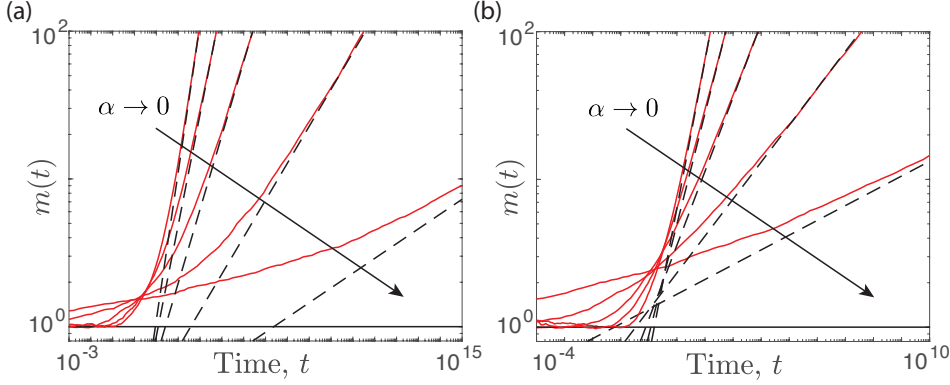 (a)
10^2
α → 0
m(t)
10^0
10^-3
Time, t
10^15
(b)
10^2
α → 0
m(t)
10^0
10^-4
Time, t
10^10